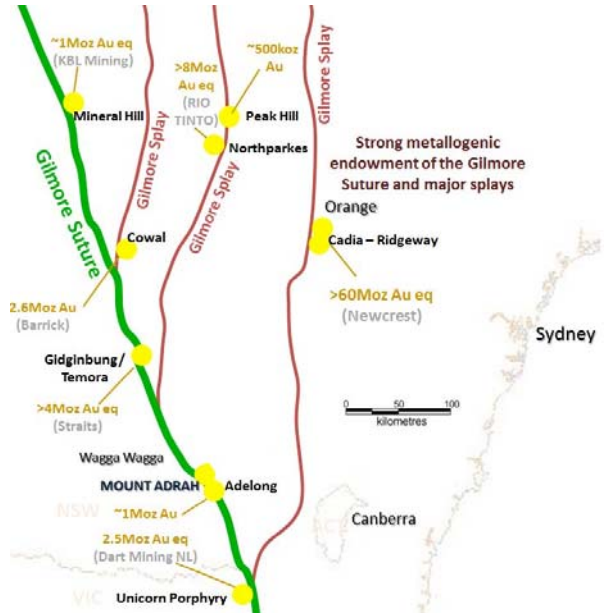 ~1Moz Au eq
(KBL Mining)
Mineral Hill
Gilmore Splay
>8Moz
Au eq
(RIO
TINTO)
~500koz
Au
Peak Hill
Northparkes
Gilmore Splay
Gilmore Splay
Strong metallogenic
endowment of the Gilmore
Suture and major splays
Orange
Cadia – Ridgeway
>60Moz Au eq
(Newcrest)
Gilmore Suture
Cowal
2.6Moz Au
(Barrick)
Sydney
Gidginbung/
Temora
>4Moz Au eq
(Straits)
0 50 100
kilometres
Wagga Wagga
MOUNT ADRAH
Adelong
~1Moz Au
NSW
ACT
Canberra
2.5Moz Au eq
(Dart Mining NL)
Unicorn Porphyry
VIC